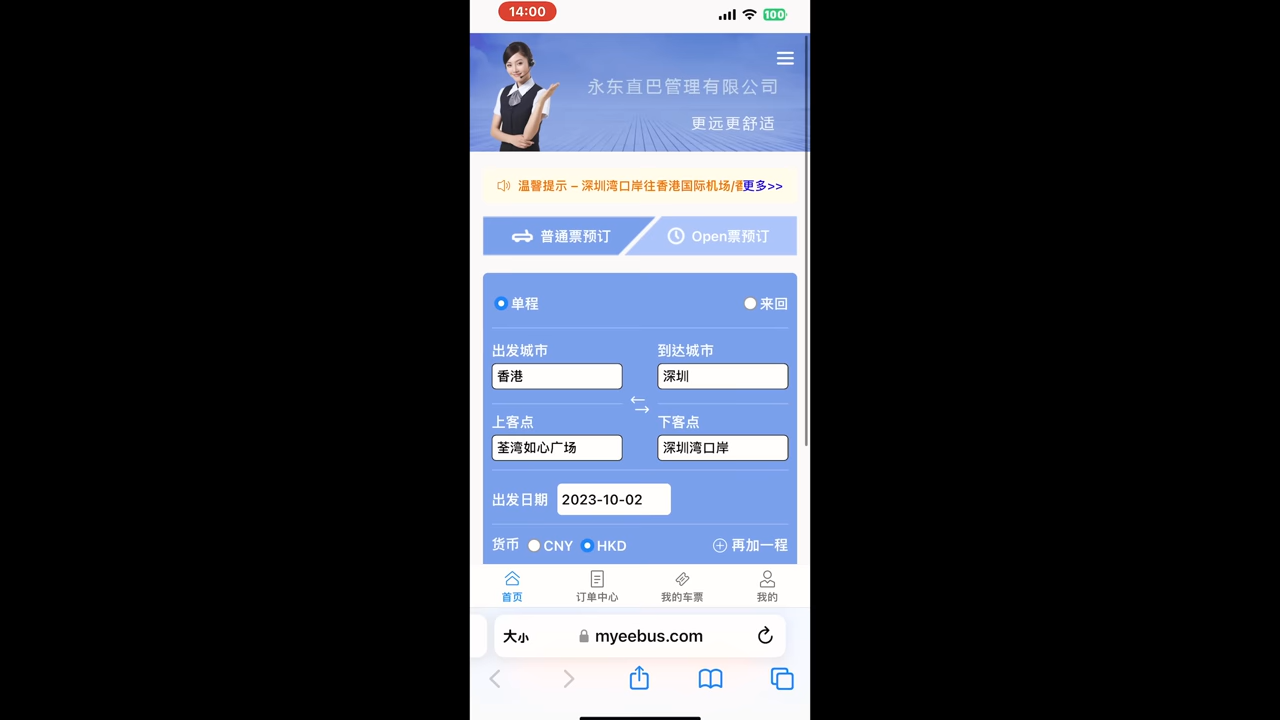 14:00
100
永东直巴管理有限公司
更远更舒适
温馨提示 – 深圳湾口岸往香港国际机场/
更多>>
普通票预订
Open票预订
单程
来回
出发城市
到达城市
香港
深圳
上客点
下客点
荃湾如心广场
深圳湾口岸
出发日期 2023-10-02
货币 CNY HKD
再加一程
首页
订单中心
我的车票
我的
大小
myeebus.com